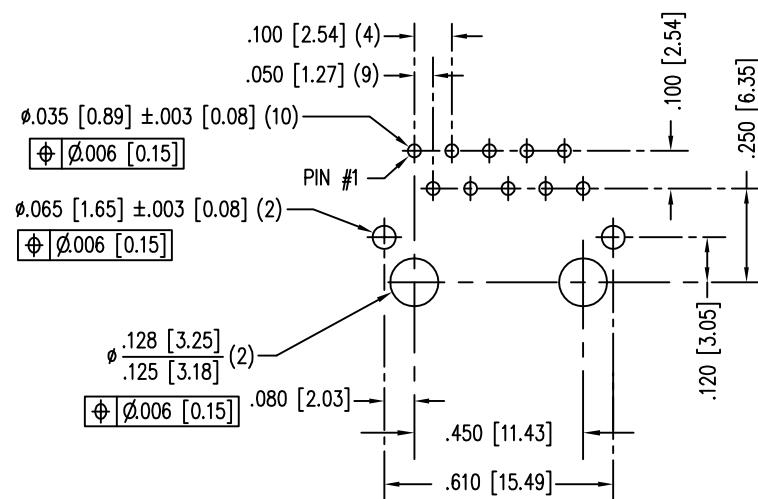 .100 [2.54] (4)
.050 [1.27] (9)
.100 [2.54]
.250 [6.35]
ø.035 [0.89] ±.003 [0.08] (10)
⌖ Ø.006 [0.15]
PIN #1
ø.065 [1.65] ±.003 [0.08] (2)
⌖ Ø.006 [0.15]
.120 [3.05]
ø .128 [3.25]
.125 [3.18] (2)
⌖ Ø.006 [0.15]
.080 [2.03]
.450 [11.43]
.610 [15.49]